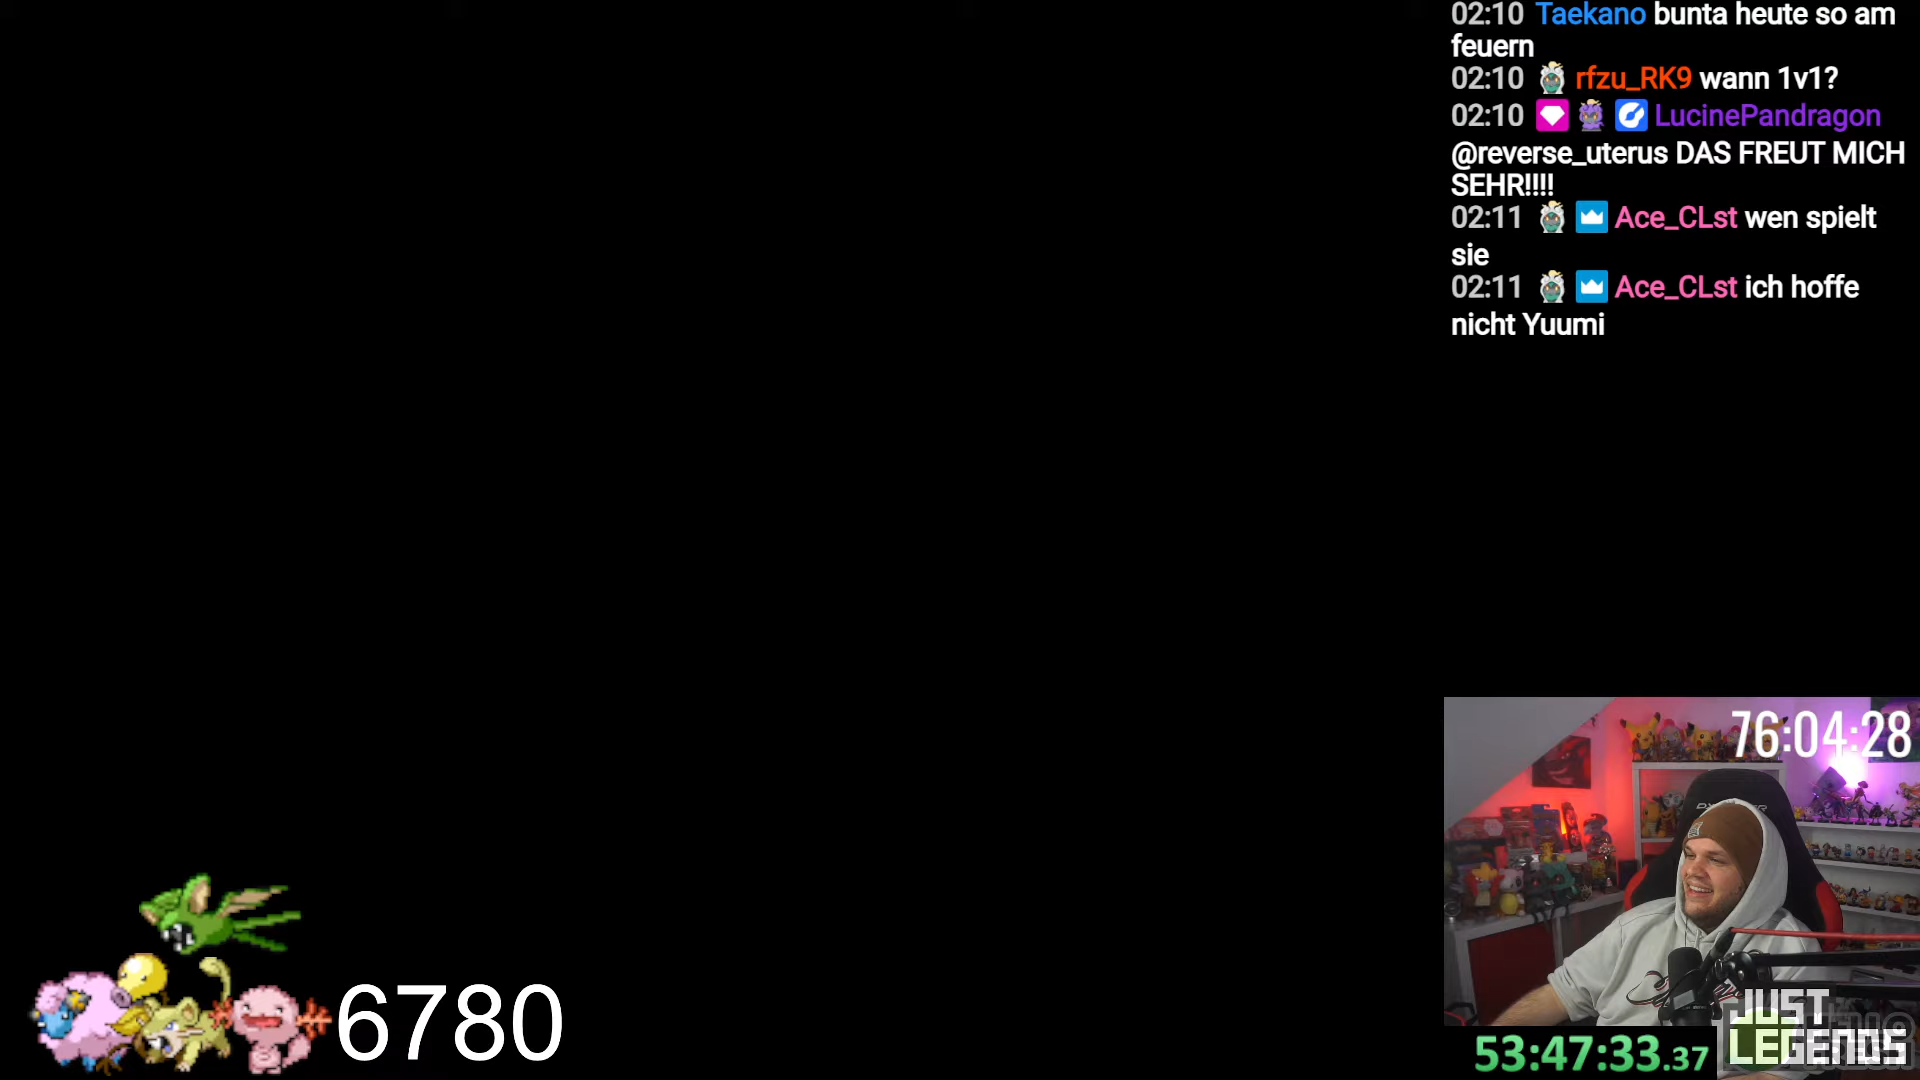 02:10 Taekano bunta heute so am
feuern
02:10 rfzu_RK9 wann 1v1?
02:10 LucinePandragon
@reverse_uterus DAS FREUT MICH
SEHR!!!!
02:11 Ace_CLst wen spielt
sie
02:11 Ace_CLst ich hoffe
nicht Yuumi
76:04:28
6780
53:47:33.37
JUST
LEGENDS